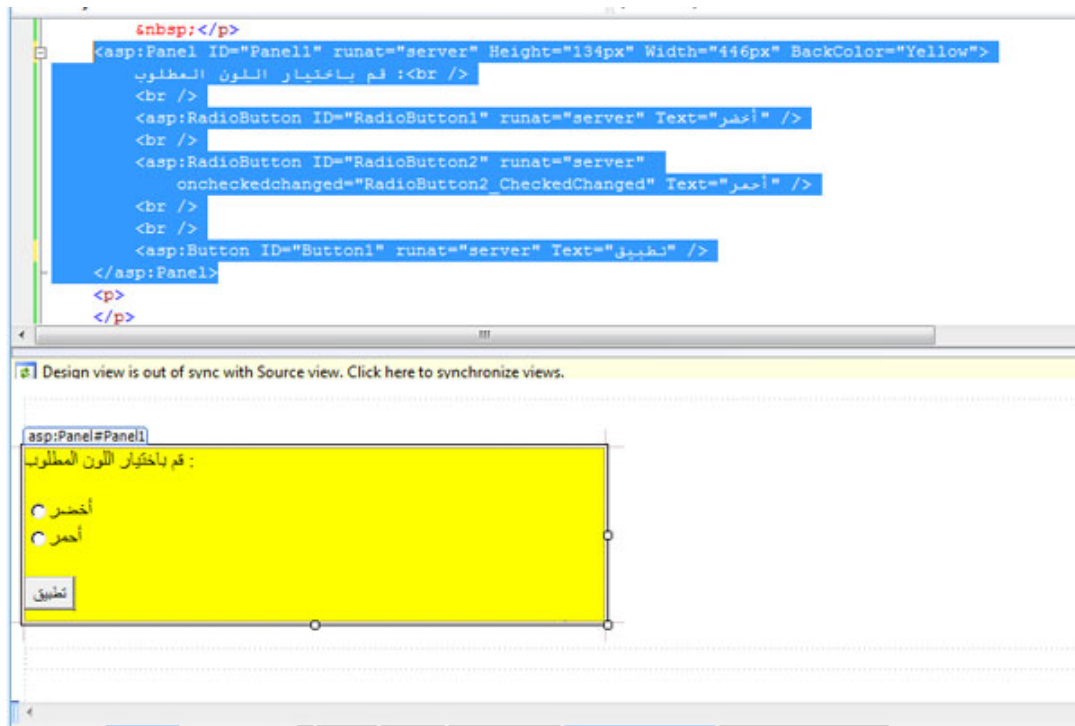 &nbsp;</p>
<asp:Panel ID="Panel1" runat="server" Height="134px" Width="446px" BackColor="Yellow">
قم باختيار اللون المطلوب :<br />
<br />
<asp:RadioButton ID="RadioButton1" runat="server" Text="أخضر" />
<br />
<asp:RadioButton ID="RadioButton2" runat="server"
oncheckedchanged="RadioButton2_CheckedChanged" Text="أحمر" />
<br />
<br />
<asp:Button ID="Button1" runat="server" Text="تطبيق" />
</asp:Panel>
<p>
</p>
Design view is out of sync with Source view. Click here to synchronize views.
asp:Panel#Panel1
قم باختيار اللون المطلوب :
أخضر
أحمر
تطبيق